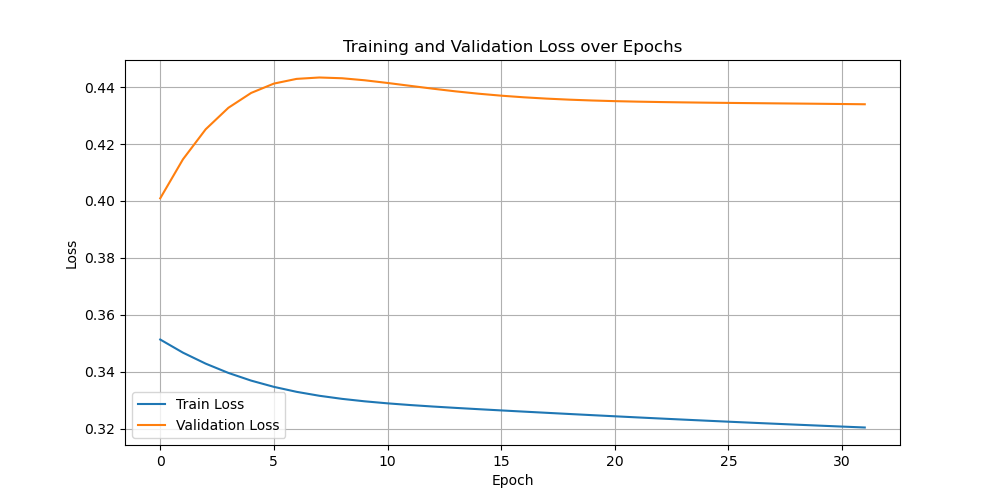 Training and Validation Loss over Epochs
0.44
0.42
0.40
0.38
0.36
0.34
0.32
Loss
Train Loss
Validation Loss
0 5 10 15 20 25 30
Epoch